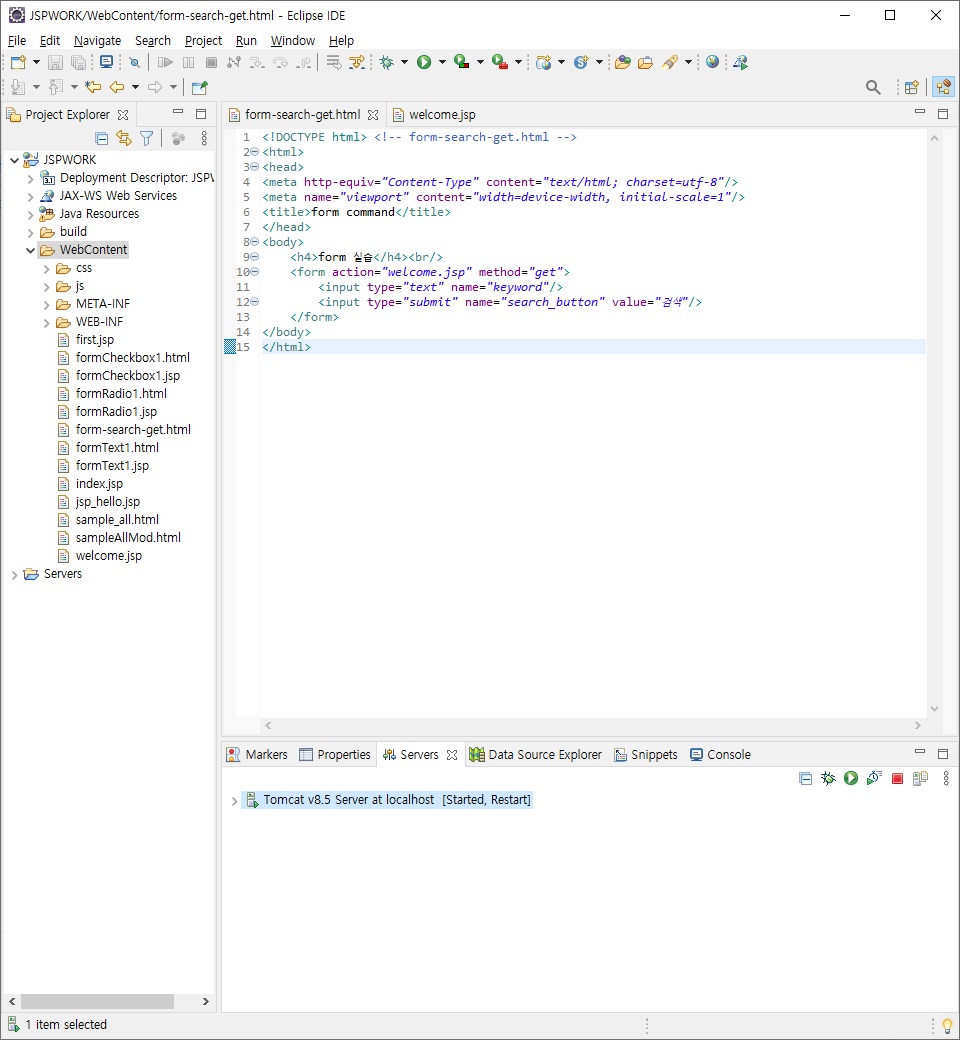 JSPWORK/WebContent/form-search-get.html - Eclipse IDE
File Edit Navigate Search Project Run Window Help
Project Explorer
JSPWORK
Deployment Descriptor: JSPW
JAX-WS Web Services
Java Resources
build
WebContent
css
js
META-INF
WEB-INF
first.jsp
formCheckbox1.html
formCheckbox1.jsp
formRadio1.html
formRadio1.jsp
form-search-get.html
formText1.html
formText1.jsp
index.jsp
jsp_hello.jsp
sample_all.html
sampleAllMod.html
welcome.jsp
Servers
form-search-get.html welcome.jsp
1 <!DOCTYPE html> <!-- form-search-get.html -->
2 <html>
3 <head>
4 <meta http-equiv="Content-Type" content="text/html; charset=utf-8"/>
5 <meta name="viewport" content="width=device-width, initial-scale=1"/>
6 <title>form command</title>
7 </head>
8 <body>
9 <h4>form 실습</h4><br/>
10 <form action="welcome.jsp" method="get">
11 <input type="text" name="keyword"/>
12 <input type="submit" name="search_button" value="검색"/>
13 </form>
14 </body>
15 </html>
Markers Properties Servers Data Source Explorer Snippets Console
Tomcat v8.5 Server at localhost [Started, Restart]
1 item selected